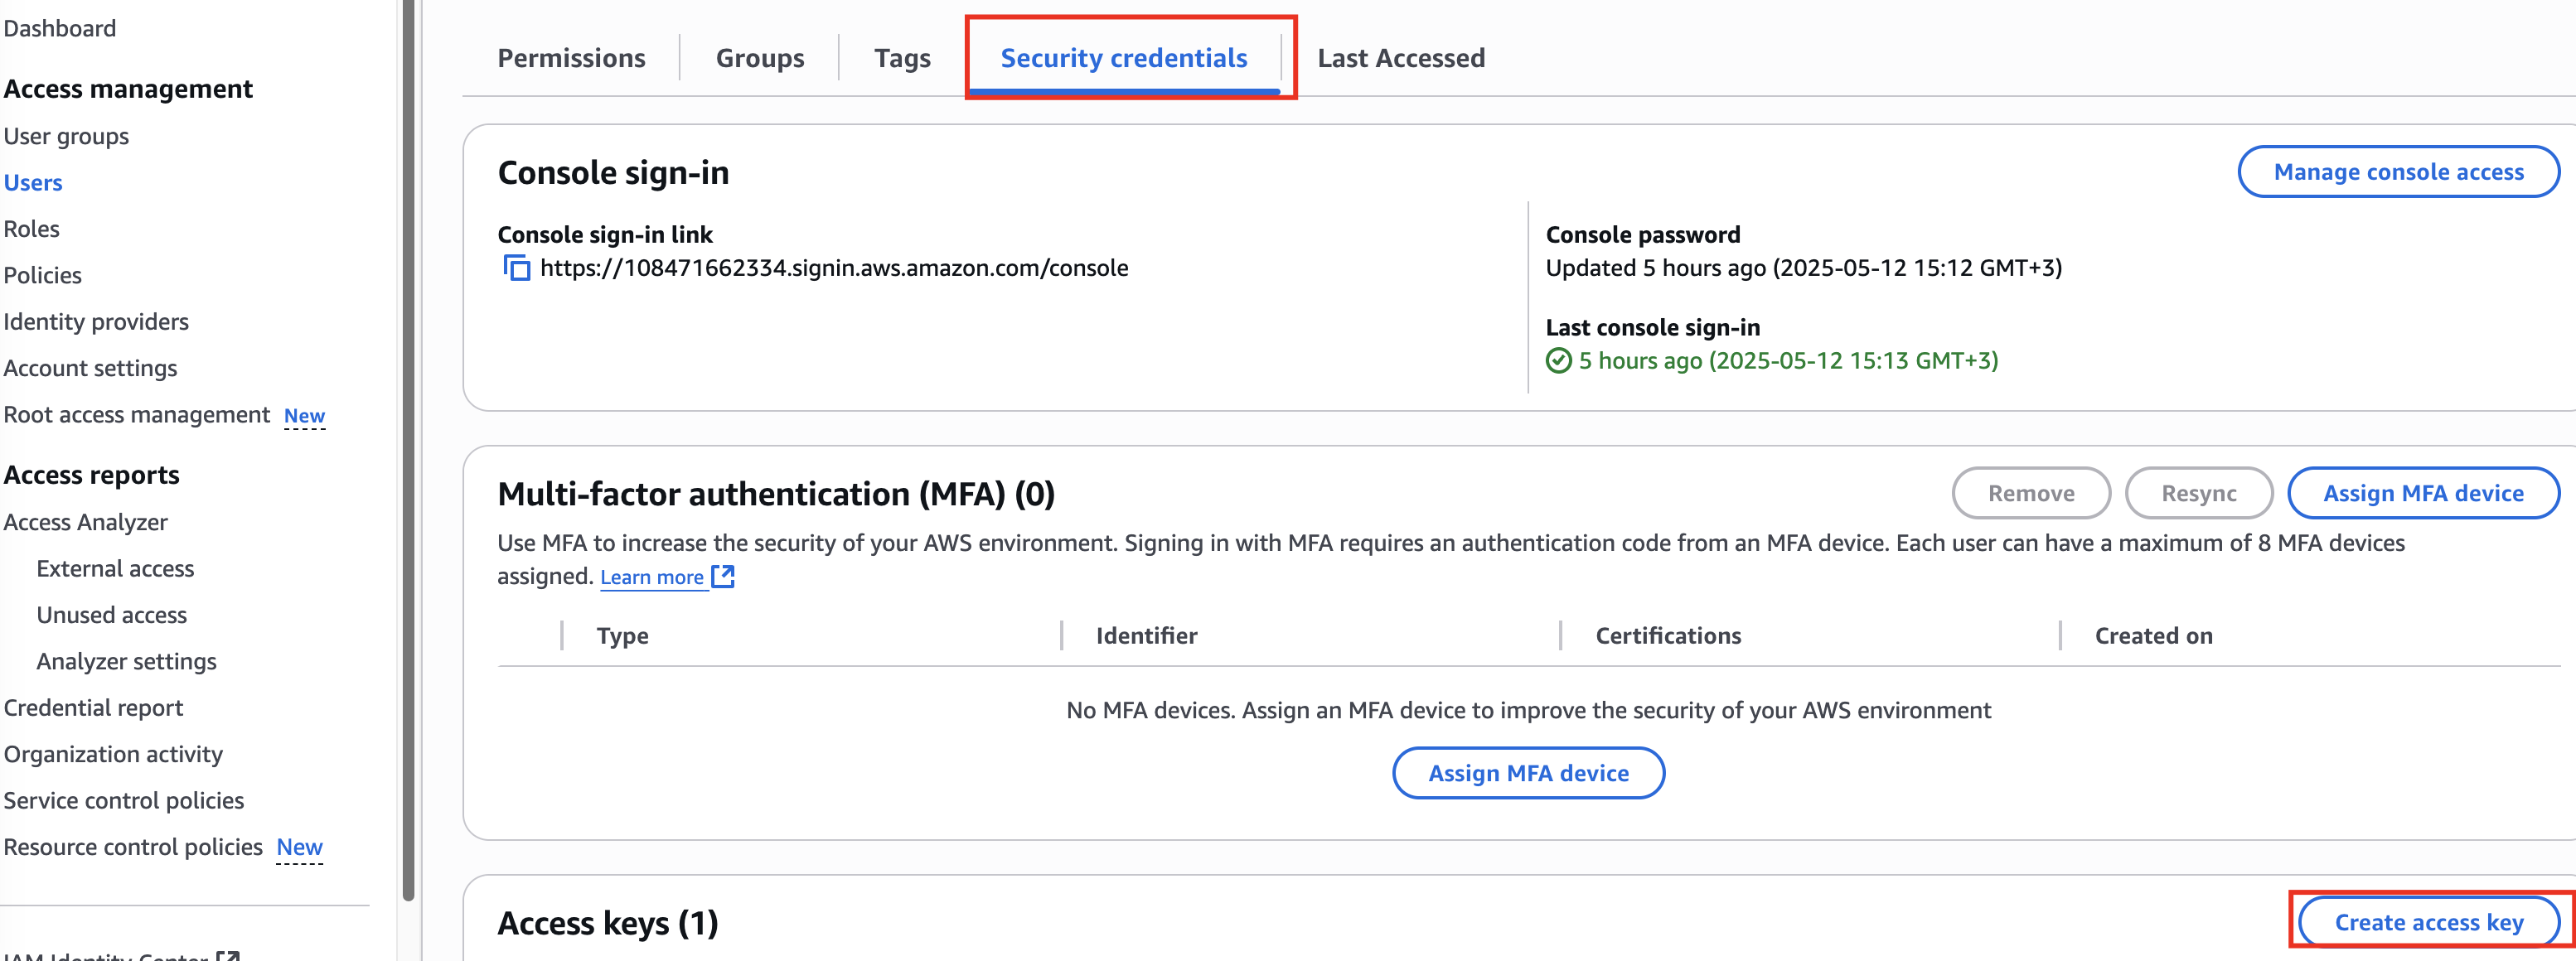 Dashboard
Access management
User groups
Users
Roles
Policies
Identity providers
Account settings
Root access management New
Access reports
Access Analyzer
External access
Unused access
Analyzer settings
Credential report
Organization activity
Service control policies
Resource control policies New
IAM Identity Center
Permissions Groups Tags Security credentials Last Accessed
Console sign-in
Manage console access
Console sign-in link
https://108471662334.signin.aws.amazon.com/console
Console password
Updated 5 hours ago (2025-05-12 15:12 GMT+3)
Last console sign-in
5 hours ago (2025-05-12 15:13 GMT+3)
Multi-factor authentication (MFA) (0)
Remove Resync Assign MFA device
Use MFA to increase the security of your AWS environment. Signing in with MFA requires an authentication code from an MFA device. Each user can have a maximum of 8 MFA devices
assigned. Learn more
Type Identifier Certifications Created on
No MFA devices. Assign an MFA device to improve the security of your AWS environment
Assign MFA device
Access keys (1)
Create access key